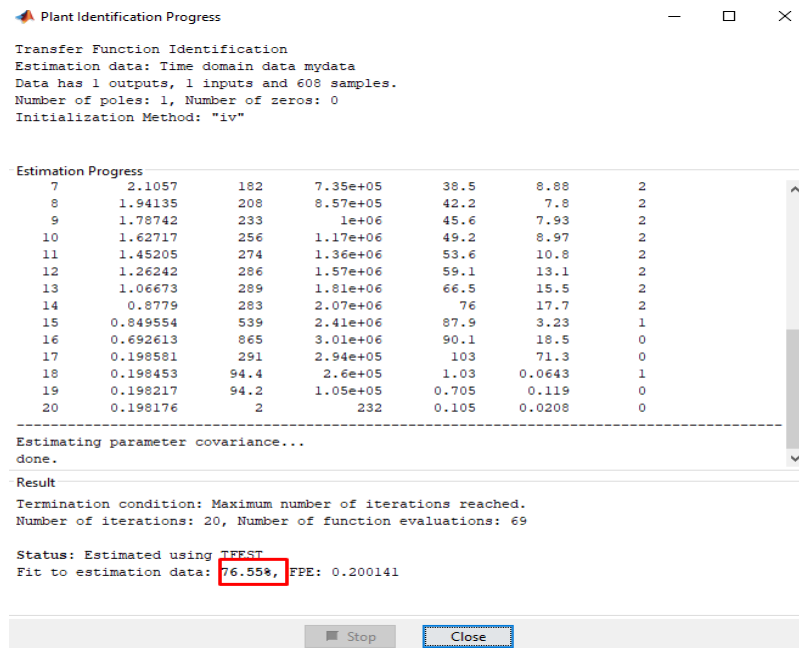 Plant Identification Progress
Transfer Function Identification
Estimation data: Time domain data mydata
Data has 1 outputs, 1 inputs and 608 samples.
Number of poles: 1, Number of zeros: 0
Initialization Method: "iv"
Estimation Progress
7 2.1057 182 7.35e+05 38.5 8.88 2
8 1.94135 208 8.57e+05 42.2 7.8 2
9 1.78742 233 1e+06 45.6 7.93 2
10 1.62717 256 1.17e+06 49.2 8.97 2
11 1.45205 274 1.36e+06 53.6 10.8 2
12 1.26242 286 1.57e+06 59.1 13.1 2
13 1.06673 289 1.81e+06 66.5 15.5 2
14 0.8779 283 2.07e+06 76 17.7 2
15 0.849554 539 2.41e+06 87.9 3.23 1
16 0.692613 865 3.01e+06 90.1 18.5 0
17 0.198581 291 2.94e+05 103 71.3 0
18 0.198453 94.4 2.6e+05 1.03 0.0643 1
19 0.198217 94.2 1.05e+05 0.705 0.119 0
20 0.198176 2 232 0.105 0.0208 0
--------------------------------------------------------------------------------------------
Estimating parameter covariance...
done.
Result
Termination condition: Maximum number of iterations reached.
Number of iterations: 20, Number of function evaluations: 69
Status: Estimated using TFEST
Fit to estimation data: 76.55%, FPE: 0.200141
Stop
Close